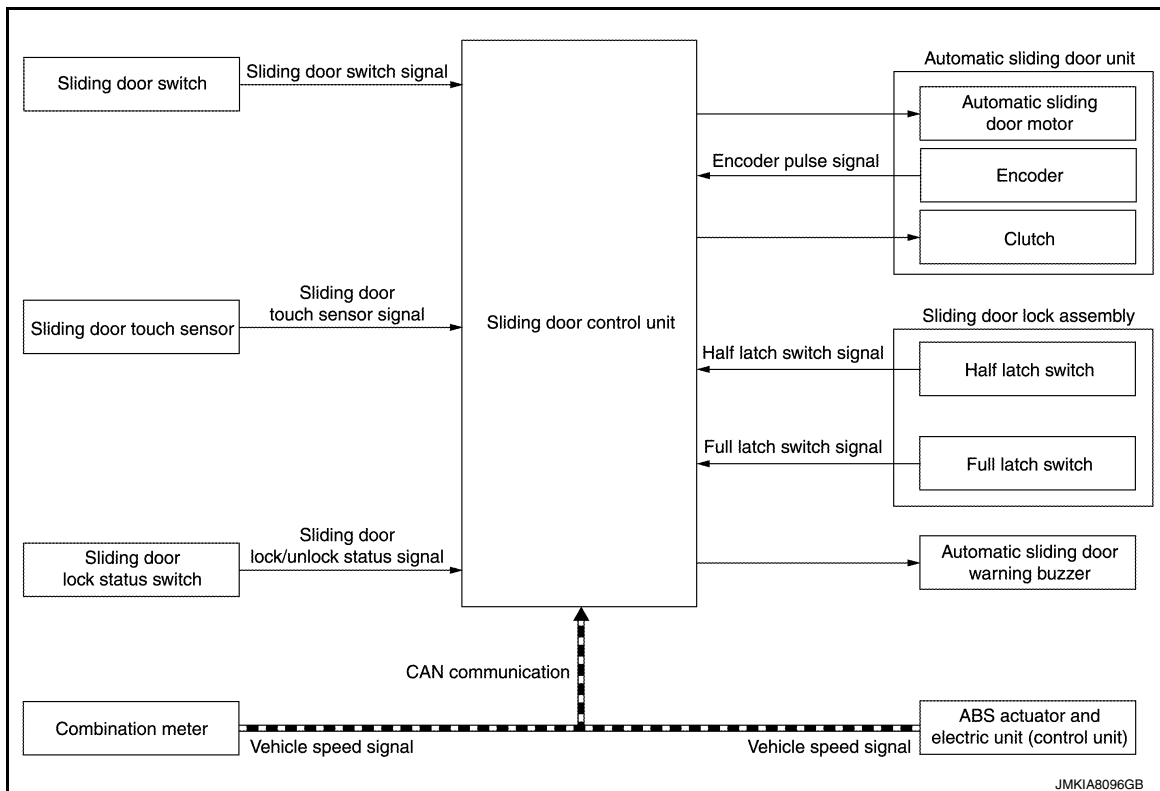 Sliding door switch
Sliding door switch signal
Sliding door touch sensor
Sliding door
touch sensor signal
Sliding door
lock status switch
Sliding door
lock/unlock status signal
Combination meter
Vehicle speed signal
CAN communication
Sliding door control unit
Automatic sliding door unit
Automatic sliding
door motor
Encoder pulse signal
Encoder
Clutch
Sliding door lock assembly
Half latch switch signal
Half latch switch
Full latch switch signal
Full latch switch
Automatic sliding door
warning buzzer
Vehicle speed signal
ABS actuator and
electric unit (control unit)
JMKIA8096GB